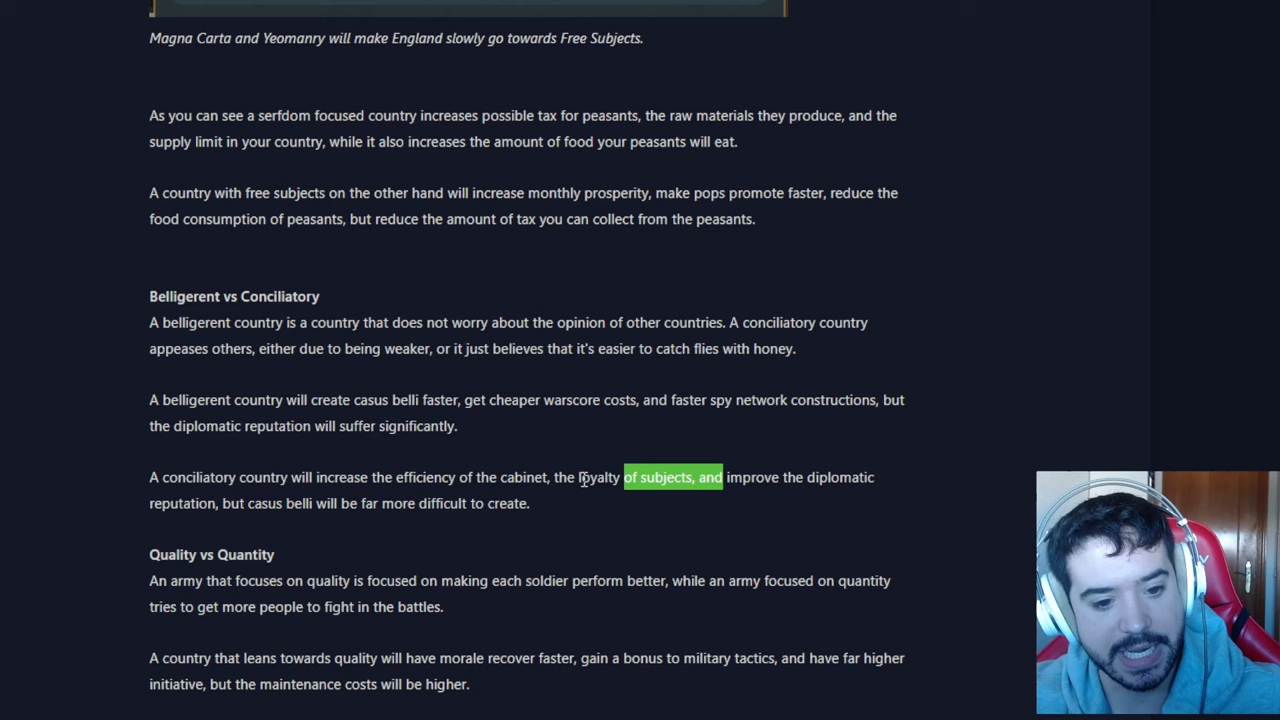 Magna Carta and Yeomanry will make England slowly go towards Free Subjects.
As you can see a serfdom focused country increases possible tax for peasants, the raw materials they produce, and the
supply limit in your country, while it also increases the amount of food your peasants will eat.
A country with free subjects on the other hand will increase monthly prosperity, make pops promote faster, reduce the
food consumption of peasants, but reduce the amount of tax you can collect from the peasants.
Belligerent vs Conciliatory
A belligerent country is a country that does not worry about the opinion of other countries. A conciliatory country
appeases others, either due to being weaker, or it just believes that it's easier to catch flies with honey.
A belligerent country will create casus belli faster, get cheaper warscore costs, and faster spy network constructions, but
the diplomatic reputation will suffer significantly.
A conciliatory country will increase the efficiency of the cabinet, the loyalty of subjects, and improve the diplomatic
reputation, but casus belli will be far more difficult to create.
Quality vs Quantity
An army that focuses on quality is focused on making each soldier perform better, while an army focused on quantity
tries to get more people to fight in the battles.
A country that leans towards quality will have morale recover faster, gain a bonus to military tactics, and have far higher
initiative, but the maintenance costs will be higher.